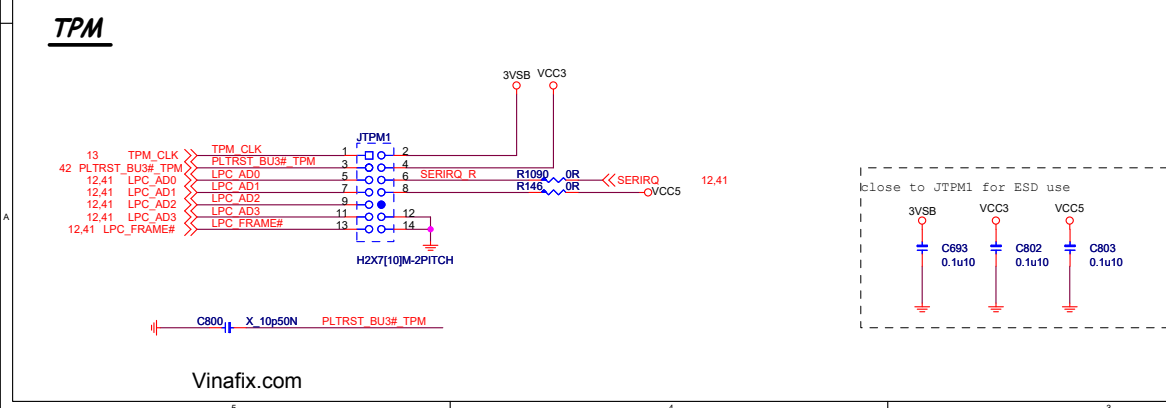 TPM
3VSB VCC3
JTPM1
13 TPM_CLK TPM_CLK 1 2
42 PLTRST_BU3#_TPM PLTRST_BU3#_TPM 3 4
12,41 LPC_AD0 LPC_AD0 5 6 SERIRQ_R R1090 0R SERIRQ 12,41
12,41 LPC_AD1 LPC_AD1 7 8 R146 0R VCC5
12,41 LPC_AD2 LPC_AD2 9
12,41 LPC_AD3 LPC_AD3 11 12
12,41 LPC_FRAME# LPC_FRAME# 13 14
H2X7[10]M-2PITCH
close to JTPM1 for ESD use
3VSB VCC3 VCC5
C693 C802 C803
0.1u10 0.1u10 0.1u10
C800 X_10p50N PLTRST_BU3#_TPM
A
Vinafix.com
5 4 3